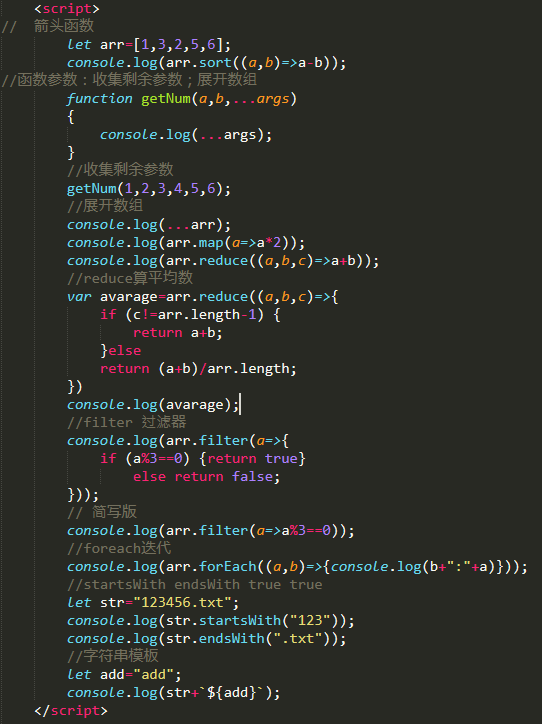 <script>
//  箭头函数
let arr=[1,3,2,5,6];
console.log(arr.sort((a,b)=>a-b));
//函数参数：收集剩余参数；展开数组
function getNum(a,b,...args)
{
console.log(...args);
}
//收集剩余参数
getNum(1,2,3,4,5,6);
//展开数组
console.log(...arr);
console.log(arr.map(a=>a*2));
console.log(arr.reduce((a,b,c)=>a+b));
//reduce算平均数
var avarage=arr.reduce((a,b,c)=>{
if (c!=arr.length-1) {
return a+b;
}else
return (a+b)/arr.length;
})
console.log(avarage);
//filter 过滤器
console.log(arr.filter(a=>{
if (a%3==0) {return true}
else return false;
}));
// 简写版
console.log(arr.filter(a=>a%3==0));
//foreach迭代
console.log(arr.forEach((a,b)=>{console.log(b+":"+a)}));
//startsWith endsWith true true
let str="123456.txt";
console.log(str.startsWith("123"));
console.log(str.endsWith(".txt"));
//字符串模板
let add="add";
console.log(str+`${add}`);
</script>